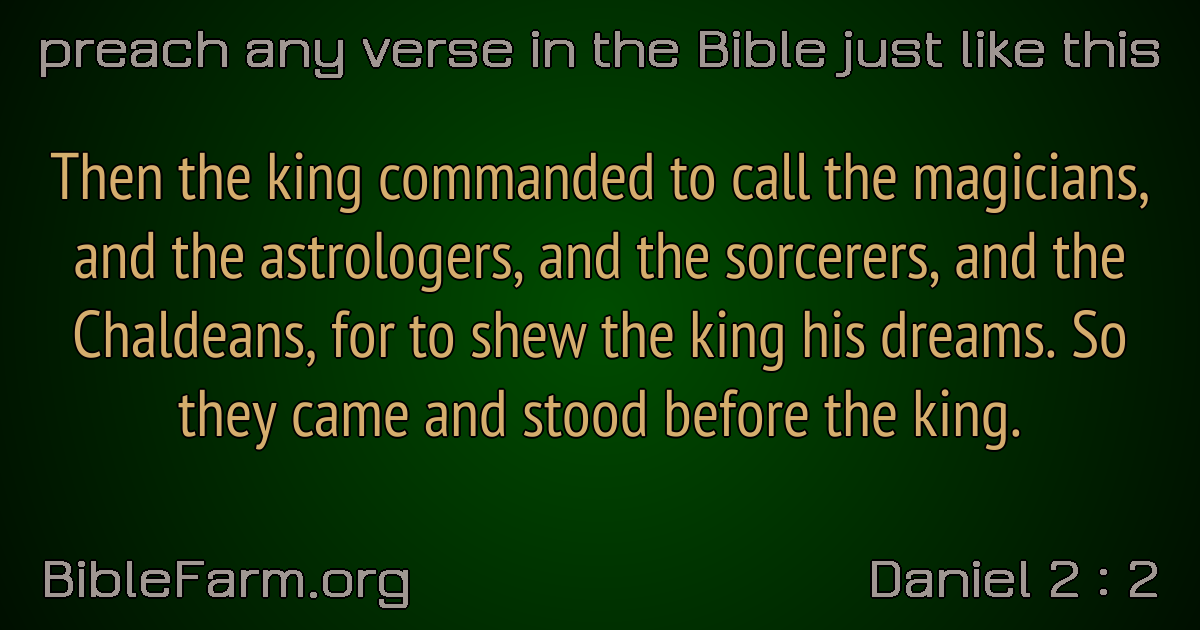 preach any verse in the Bible just like this
Then the king commanded to call the magicians,
and the astrologers, and the sorcerers, and the
Chaldeans, for to shew the king his dreams. So
they came and stood before the king.
BibleFarm.org
Daniel 2 : 2